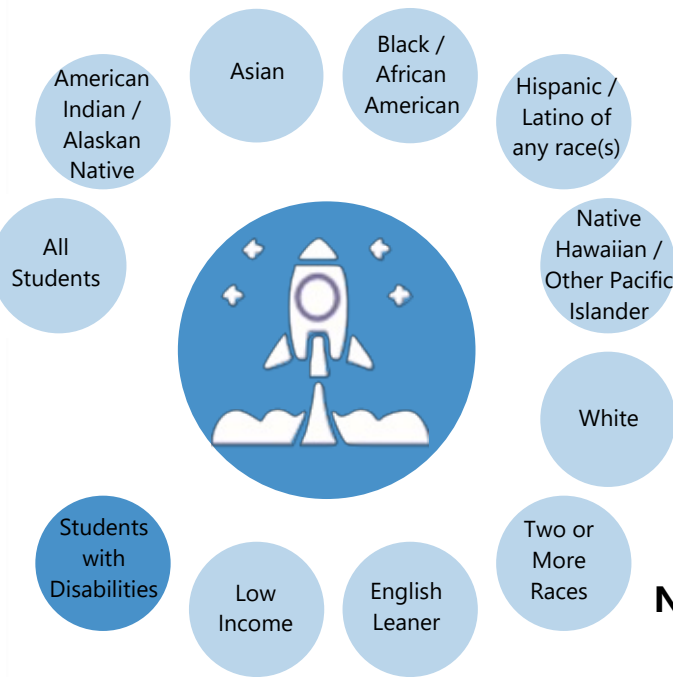 American
Indian /
Alaskan
Native
Asian
Black /
African
American
Hispanic /
Latino of
any race(s)
All
Students
Native
Hawaiian /
Other Pacific
Islander
White
Students
with
Disabilities
Low
Income
English
Leaner
Two or
More
Races
N